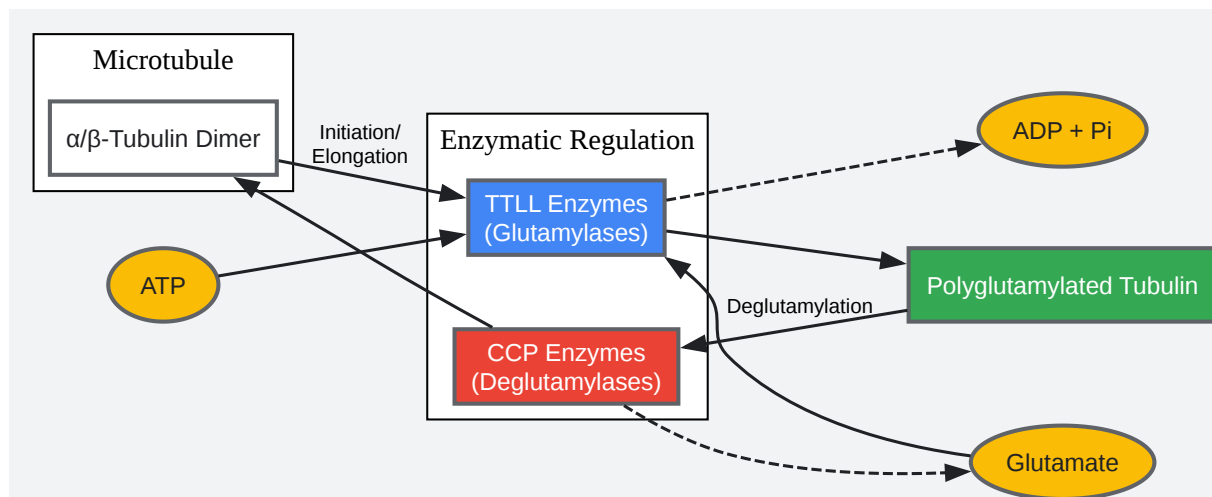 Microtubule
α/β-Tubulin Dimer
Initiation/
Elongation
Enzymatic Regulation
TTLL Enzymes
(Glutamylases)
ADP + Pi
ATP
Polyglutamylated Tubulin
Deglutamylation
CCP Enzymes
(Deglutamylases)
Glutamate